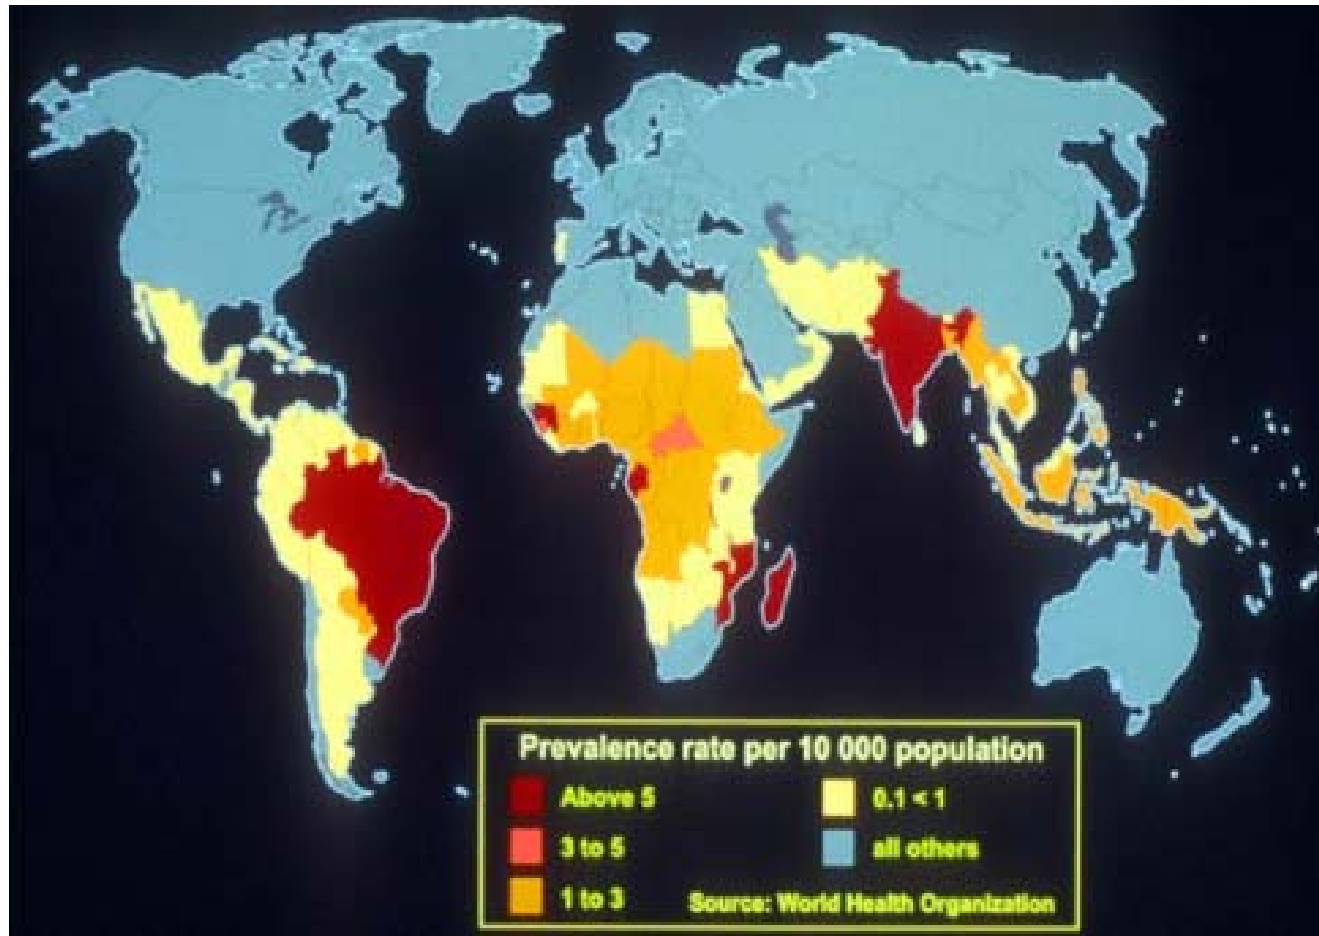 Prevalence rate per 10 000 population
Above 5
3 to 5
1 to 3
0.1 < 1
all others
Source: World Health Organization